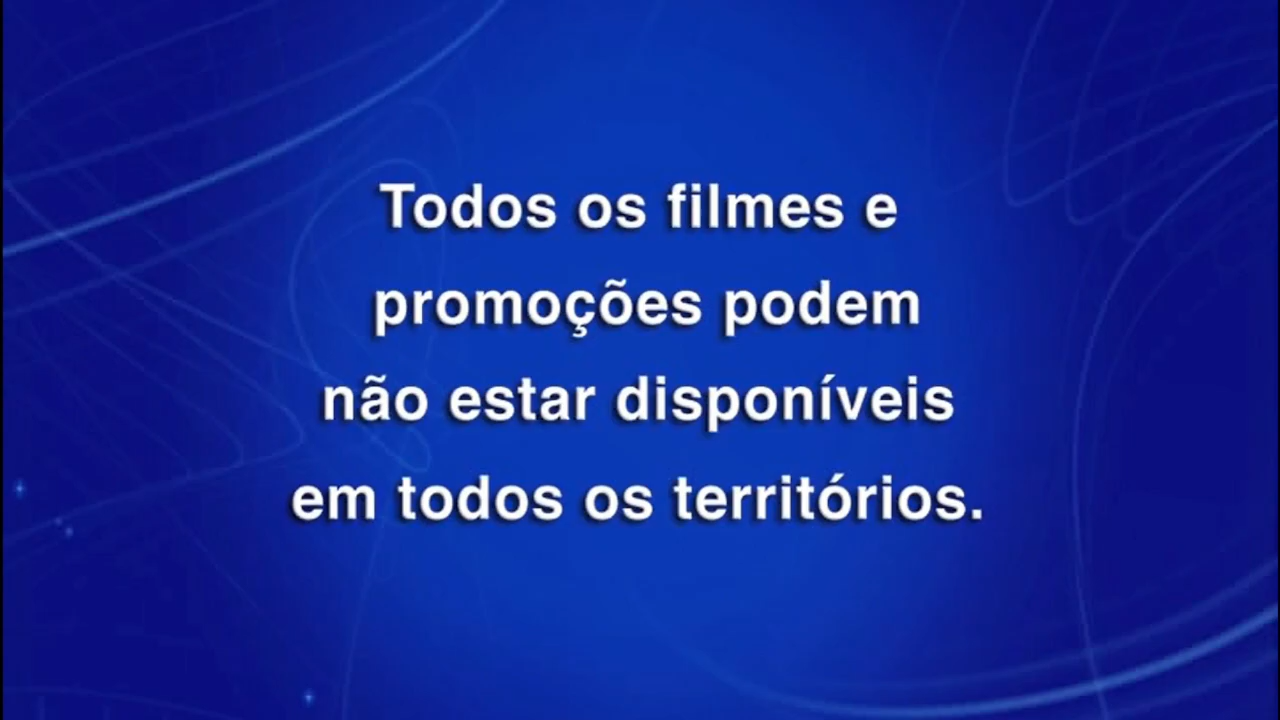 Todos os filmes e
promoções podem
não estar disponíveis
em todos os territórios.